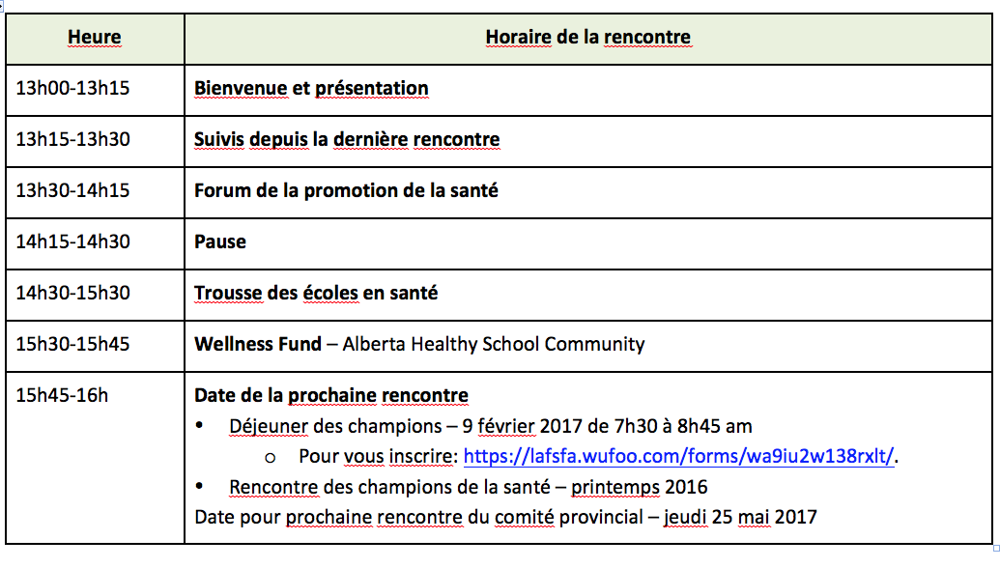 Heure Horaire de la rencontre
13h00-13h15 Bienvenue et présentation
13h15-13h30 Suivis depuis la dernière rencontre
13h30-14h15 Forum de la promotion de la santé
14h15-14h30 Pause
14h30-15h30 Trousse des écoles en santé
15h30-15h45 Wellness Fund – Alberta Healthy School Community
15h45-16h Date de la prochaine rencontre
• Déjeuner des champions – 9 février 2017 de 7h30 à 8h45 am
o Pour vous inscrire: https://lafsfa.wufoo.com/forms/wa9iu2w138rxlt/.
• Rencontre des champions de la santé – printemps 2016
Date pour prochaine rencontre du comité provincial – jeudi 25 mai 2017